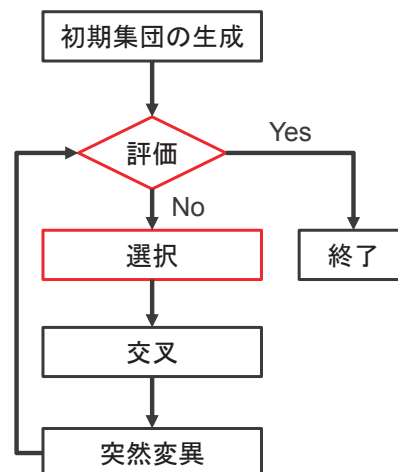 初期集団の生成
評価
Yes
No
選択
終了
交叉
突然変異